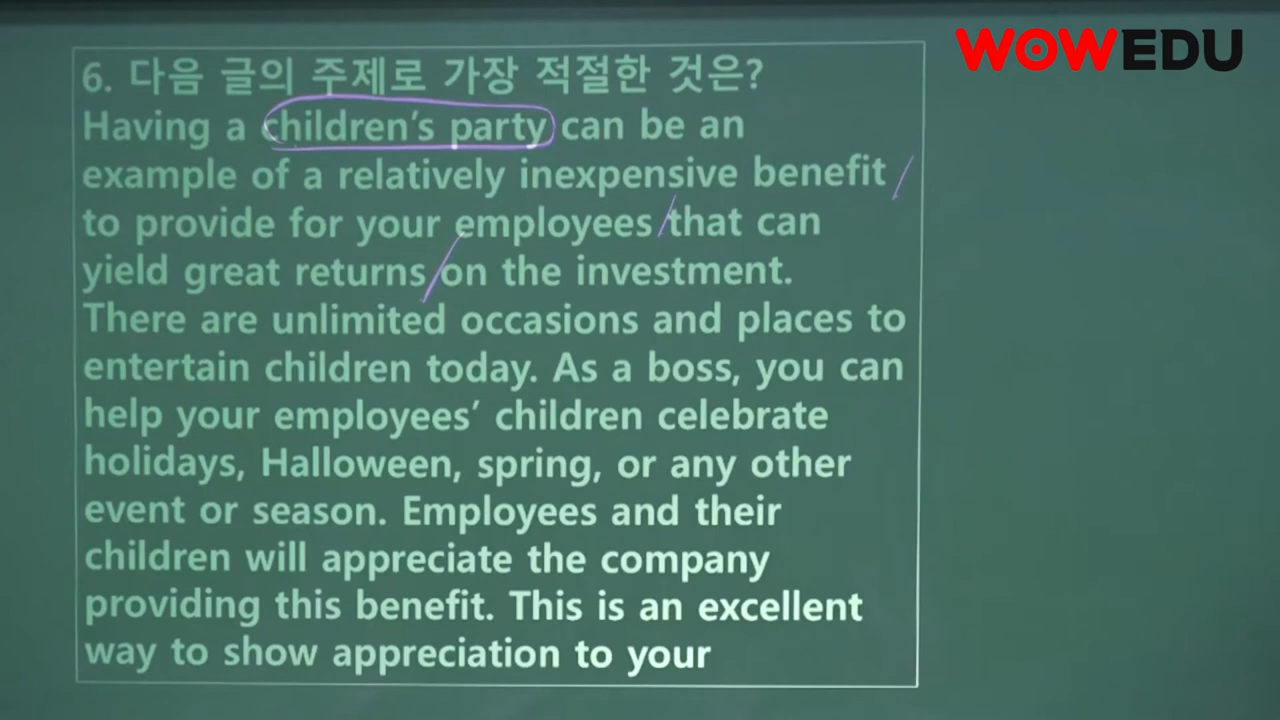 WOWEDU
6. 다음 글의 주제로 가장 적절한 것은?
Having a children's party can be an
example of a relatively inexpensive benefit
to provide for your employees that can
yield great returns on the investment.
There are unlimited occasions and places to
entertain children today. As a boss, you can
help your employees' children celebrate
holidays, Halloween, spring, or any other
event or season. Employees and their
children will appreciate the company
providing this benefit. This is an excellent
way to show appreciation to your